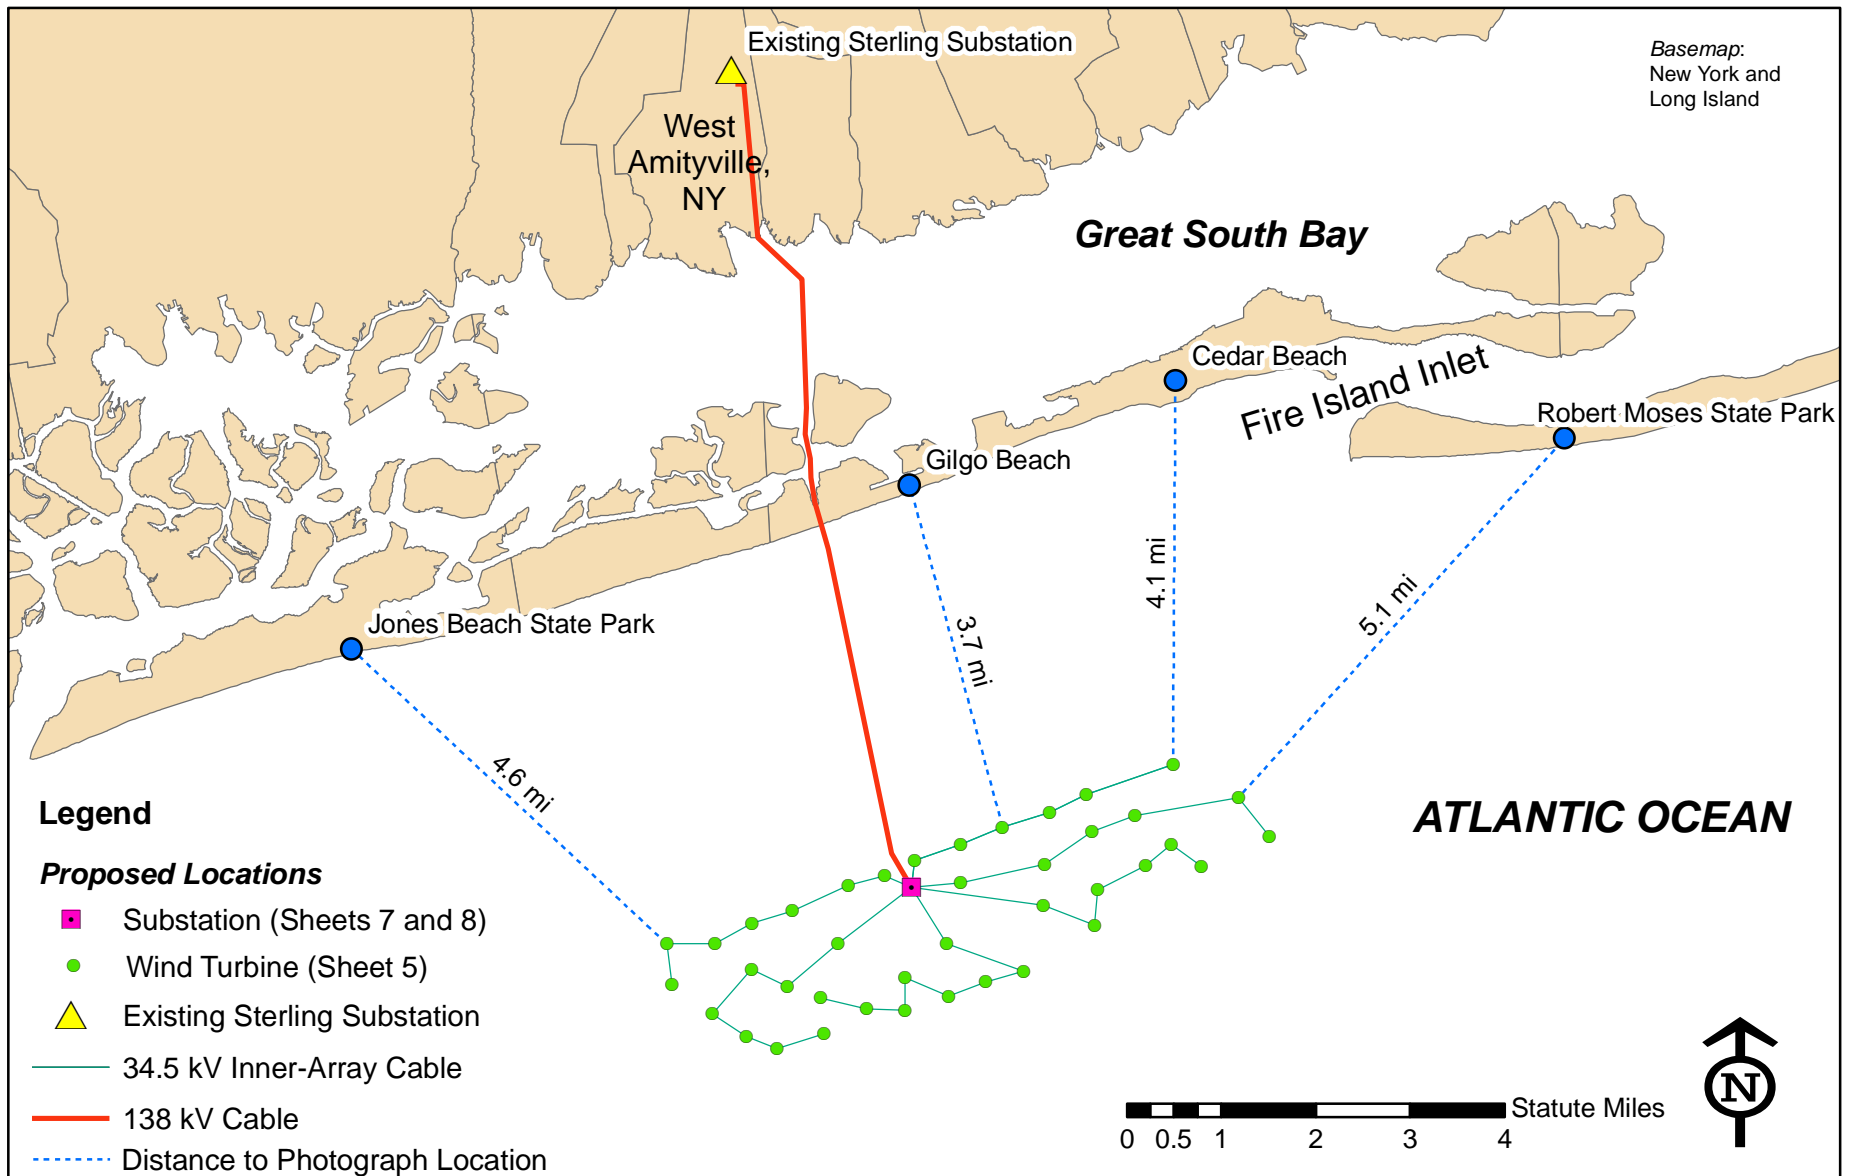 Existing Sterling Substation
Basemap:
New York and
Long Island
West
Amityville,
NY
Great South Bay
Cedar Beach
Fire Island Inlet
Robert Moses State Park
Gilgo Beach
Jones Beach State Park
4.6 mi
3.7 mi
4.1 mi
5.1 mi
ATLANTIC OCEAN
Legend
Proposed Locations
Substation (Sheets 7 and 8)
Wind Turbine (Sheet 5)
Existing Sterling Substation
34.5 kV Inner-Array Cable
138 kV Cable
Distance to Photograph Location
Statute Miles
0 0.5 1 2 3 4
N